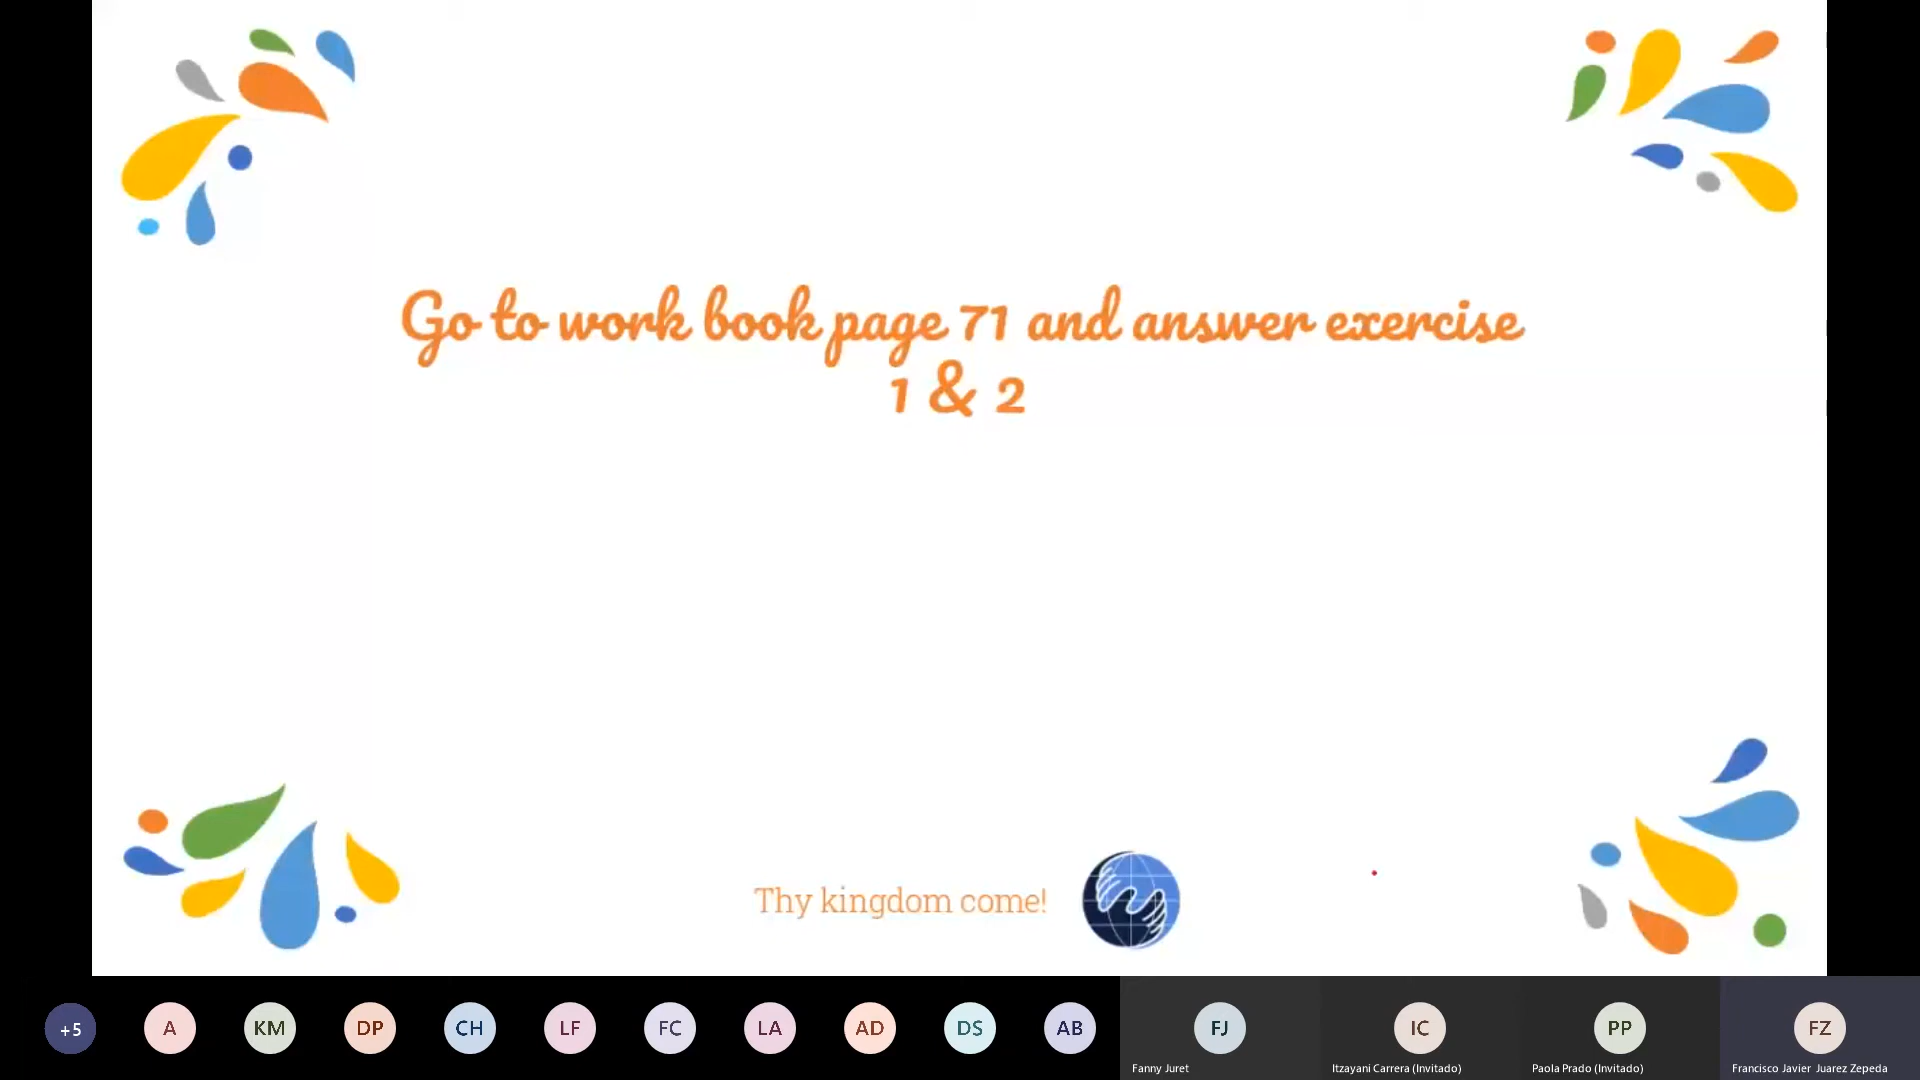 Go to work book page 71 and answer exercise
1 & 2
Thy kingdom come!
+5
A
KM
DP
CH
LF
FC
LA
AD
DS
AB
FJ
IC
PP
FZ
Fanny Juret
Itzayani Carrera (Invitado)
Paola Prado (Invitado)
Francisco Javier Juarez Zepeda